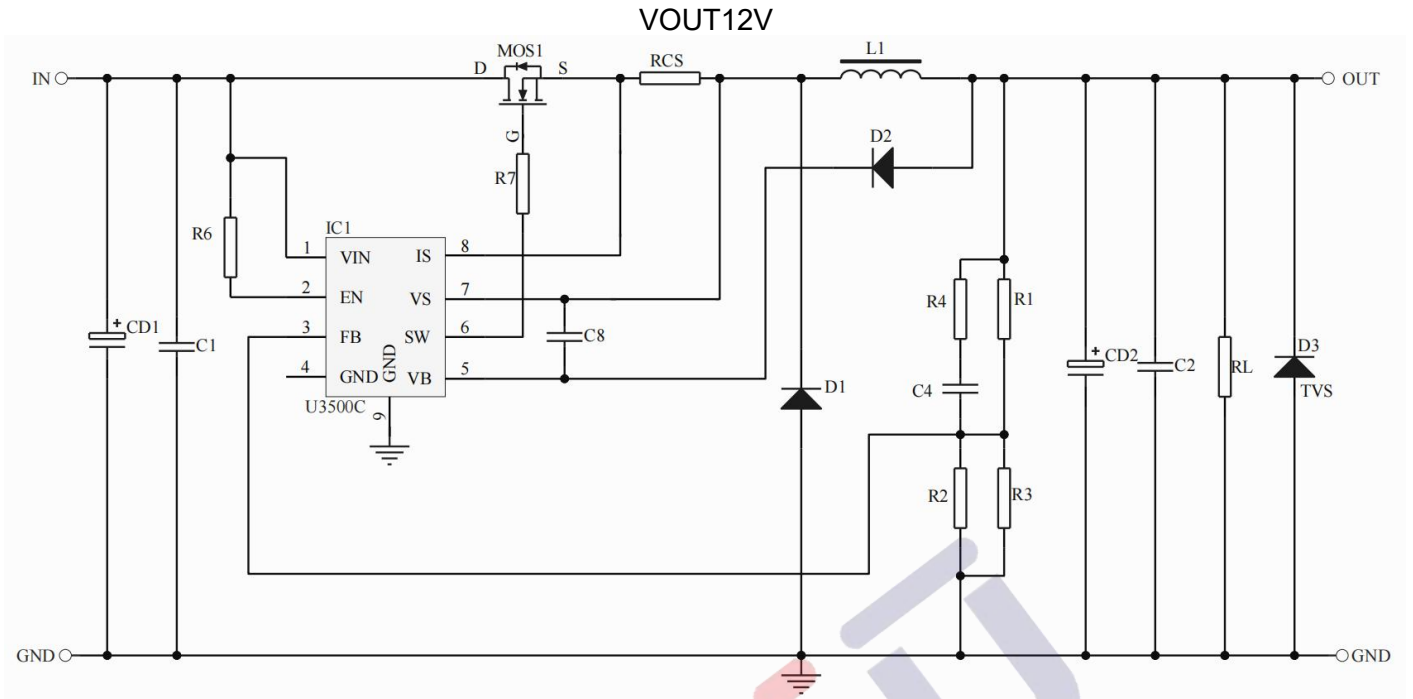 VOUT12V
MOS1
L1
IN
D
S
RCS
OUT
G
D2
R7
R6
IC1
1
VIN
IS
8
2
EN
VS
7
R4
R1
3
FB
SW
6
C8
+
CD1
C1
4
GND
GND
VB
5
U3500C
9
D1
C4
+
CD2
C2
RL
D3
TVS
R2
R3
GND
GND